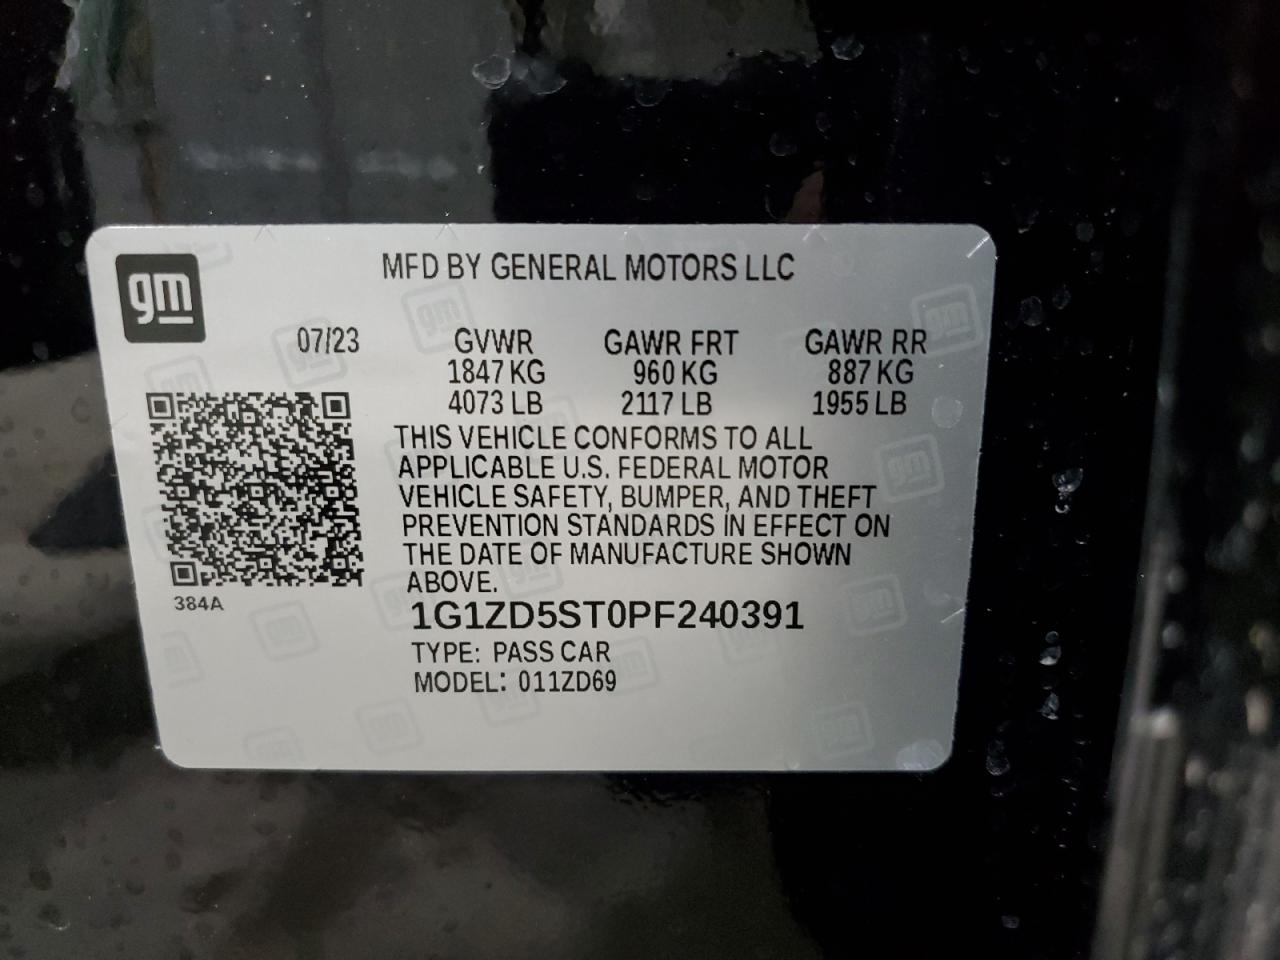 gm
MFD BY GENERAL MOTORS LLC
07/23 GVWR GAWR FRT GAWR RR
1847 KG 960 KG 887 KG
4073 LB 2117 LB 1955 LB
THIS VEHICLE CONFORMS TO ALL
APPLICABLE U.S. FEDERAL MOTOR
VEHICLE SAFETY, BUMPER, AND THEFT
PREVENTION STANDARDS IN EFFECT ON
THE DATE OF MANUFACTURE SHOWN
ABOVE.
384A
1G1ZD5ST0PF240391
TYPE: PASS CAR
MODEL: 011ZD69